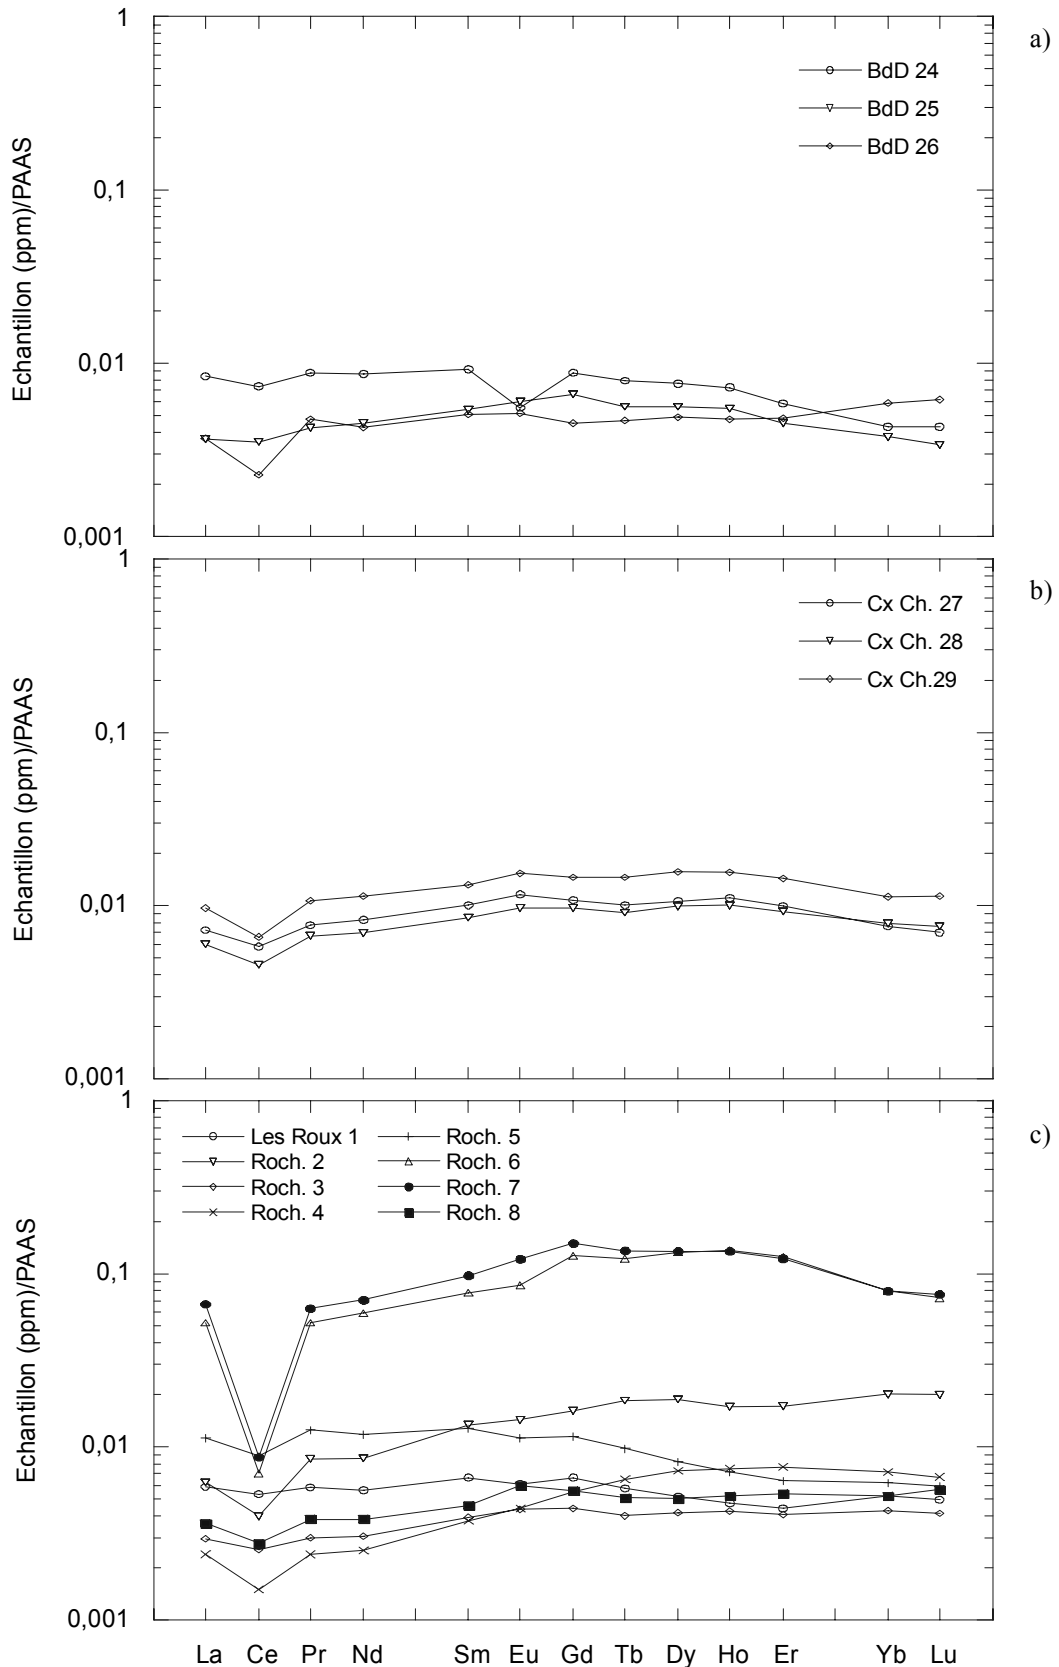 a)
1
0,1
0,01
0,001
Echantillon (ppm)/PAAS
BdD 24
BdD 25
BdD 26
b)
1
0,1
0,01
0,001
Echantillon (ppm)/PAAS
Cx Ch. 27
Cx Ch. 28
Cx Ch.29
c)
1
0,1
0,01
0,001
Echantillon (ppm)/PAAS
Les Roux 1
Roch. 2
Roch. 3
Roch. 4
Roch. 5
Roch. 6
Roch. 7
Roch. 8
La Ce Pr Nd Sm Eu Gd Tb Dy Ho Er Yb Lu